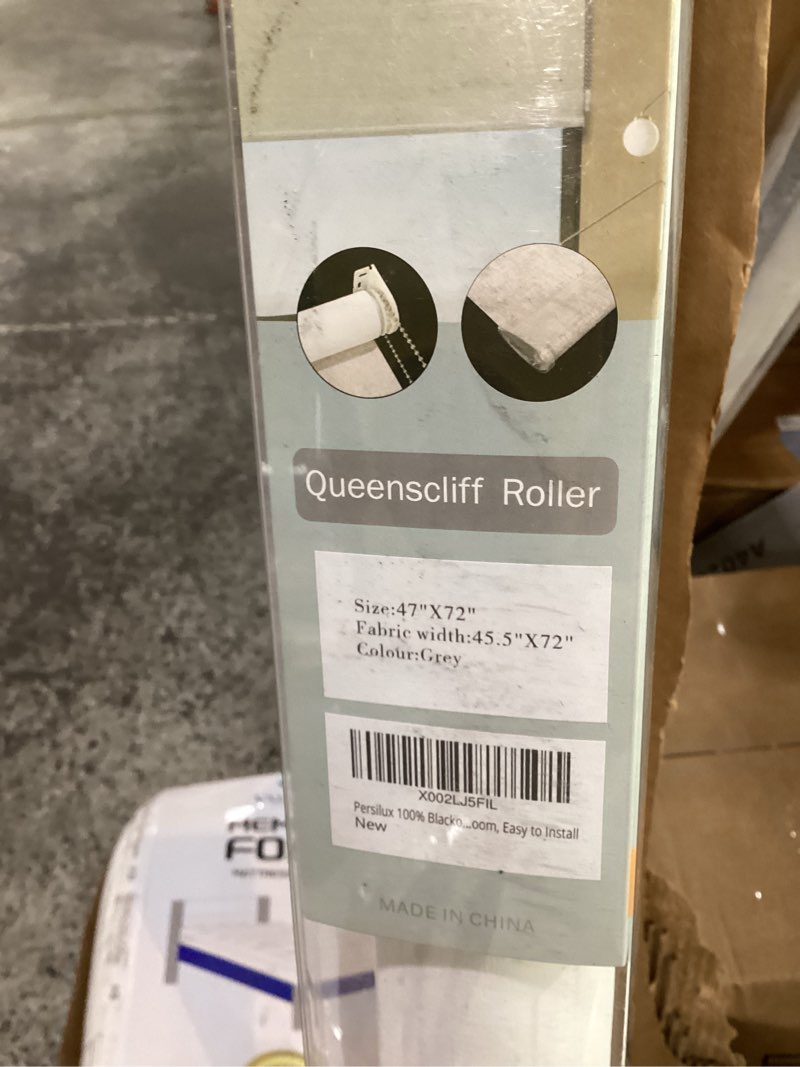 Queenscliff Roller
Size:47"X72"
Fabric width:45.5"X72"
Colour:Grey
X002LJ5FIL
Persilux 100% Blacko...oom, Easy to Install
New
MADE IN CHINA
FO